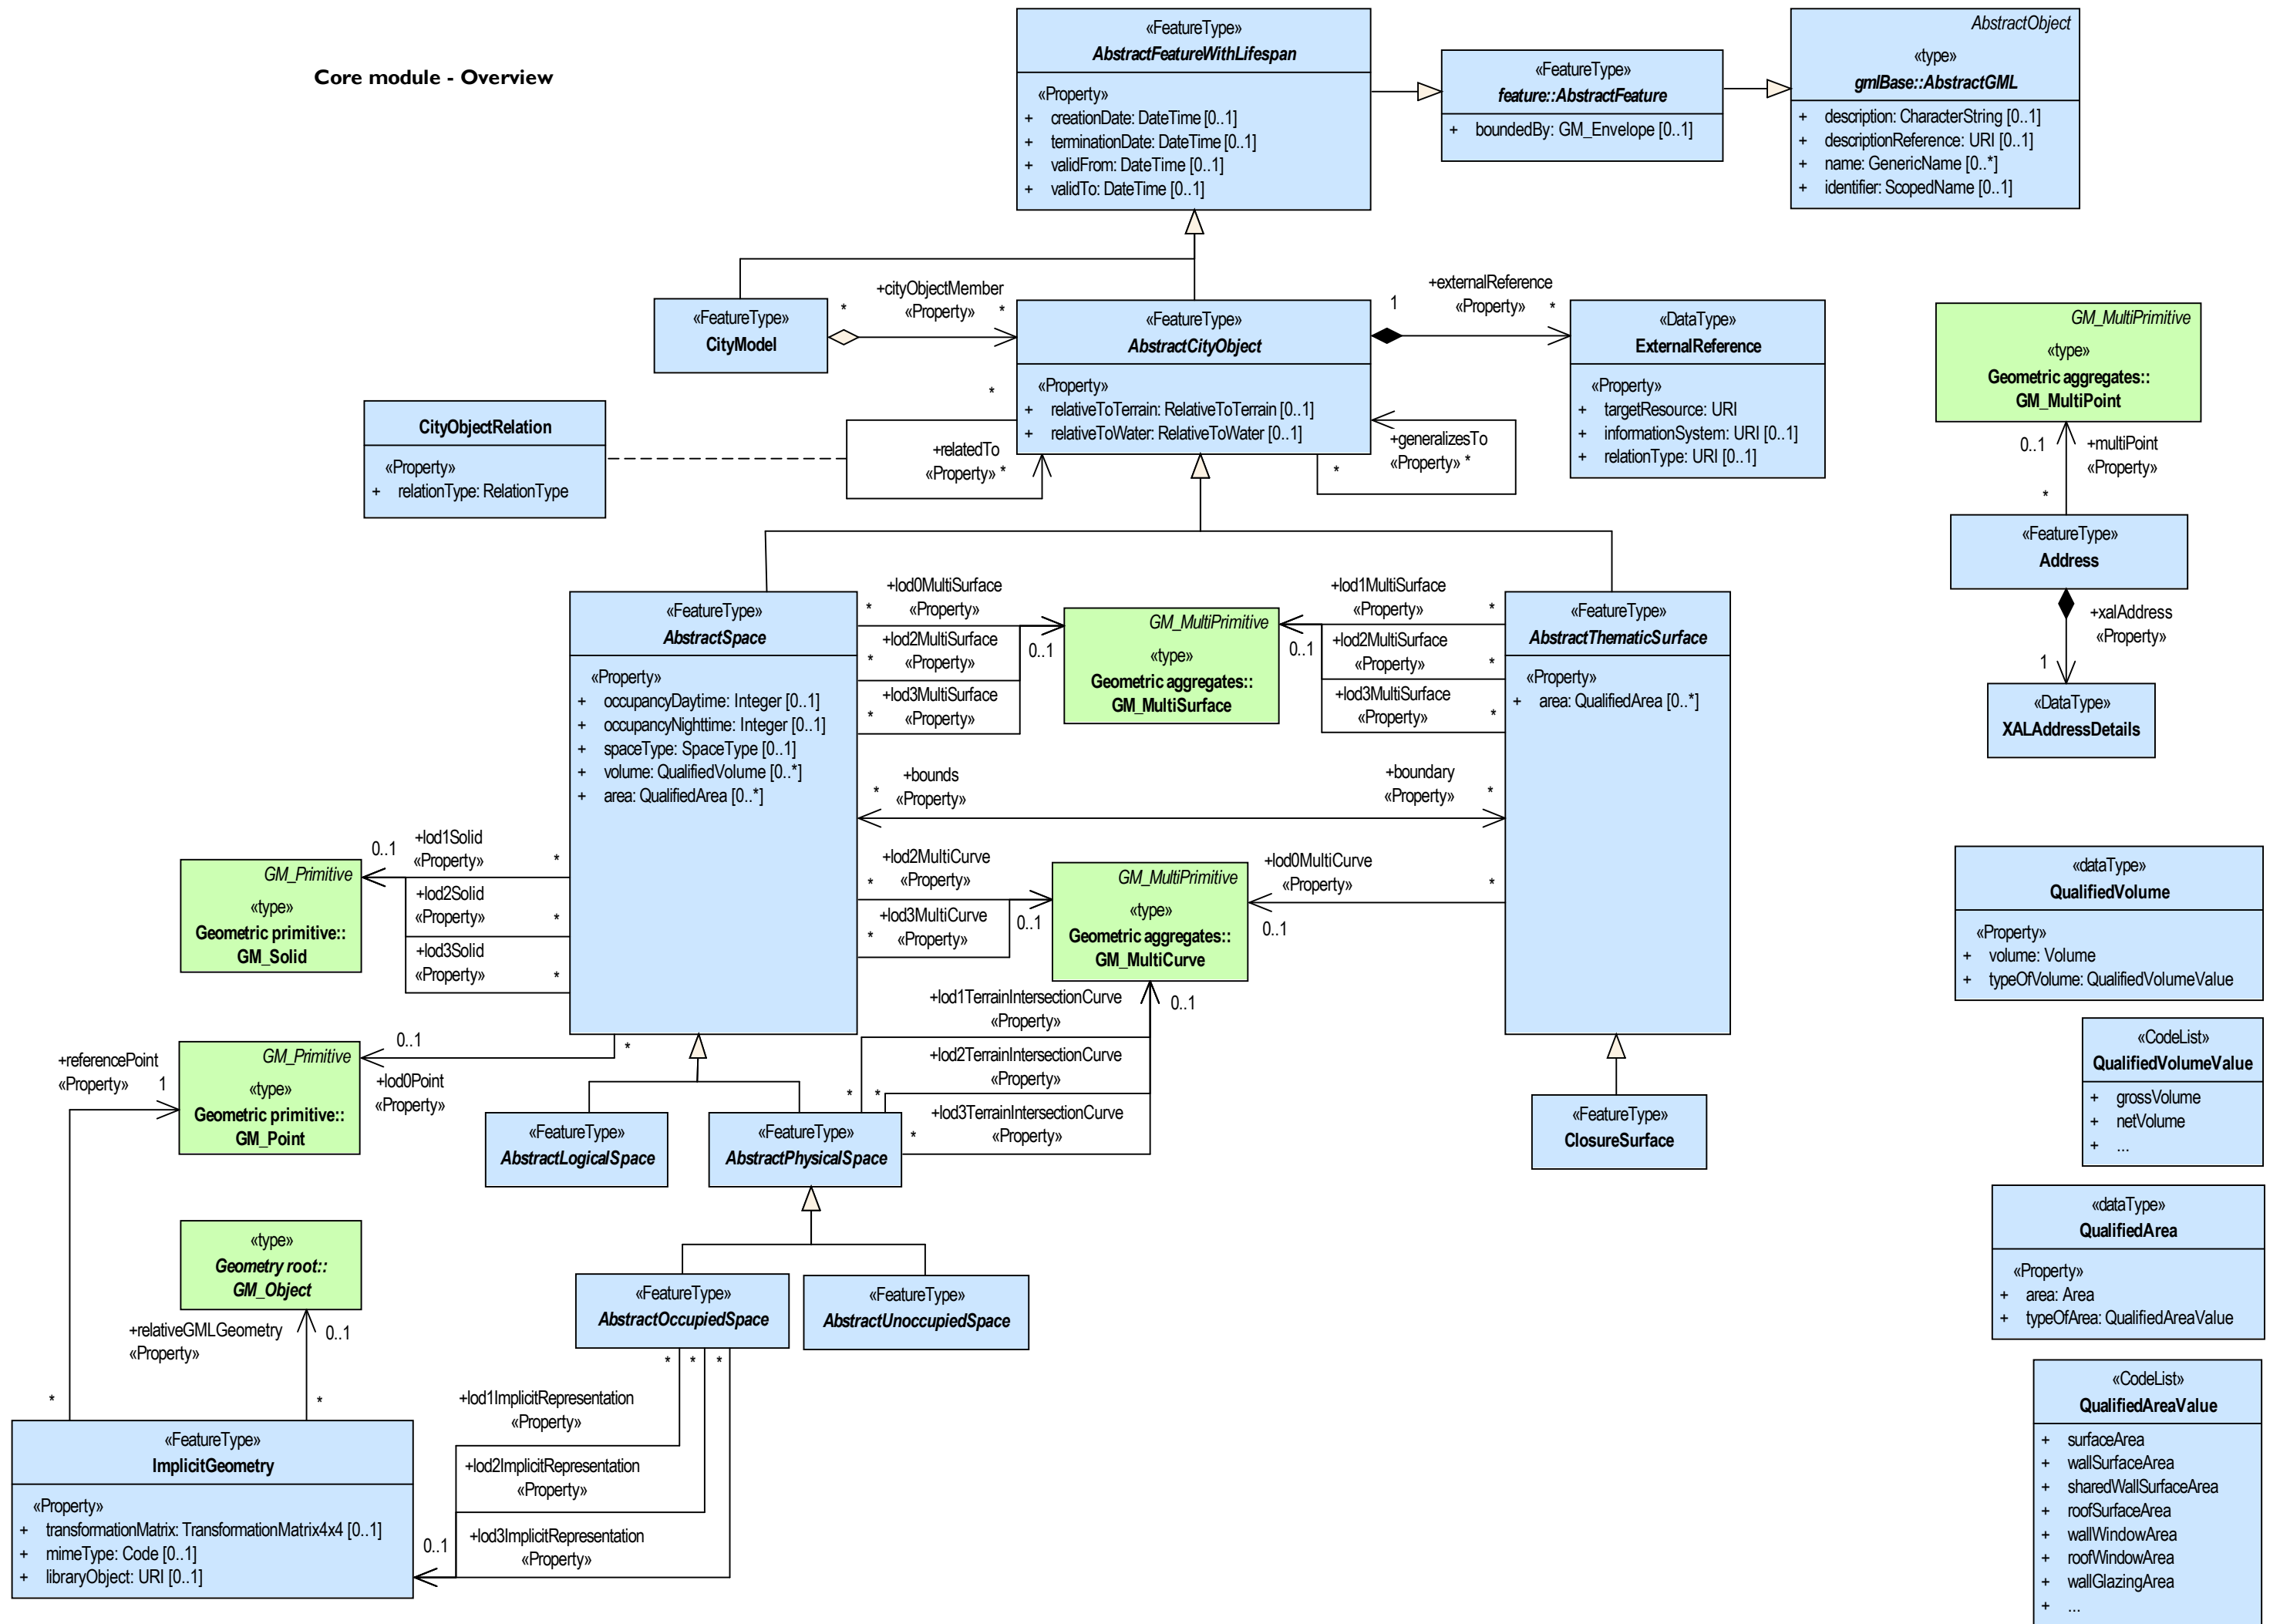 Core module - Overview
«FeatureType»
AbstractFeatureWithLifespan
«Property»
+ creationDate: DateTime [0..1]
+ terminationDate: DateTime [0..1]
+ validFrom: DateTime [0..1]
+ validTo: DateTime [0..1]
«FeatureType»
feature::AbstractFeature
+ boundedBy: GM_Envelope [0..1]
AbstractObject
«type»
gmlBase::AbstractGML
+ description: CharacterString [0..1]
+ descriptionReference: URI [0..1]
+ name: GenericName [0..*]
+ identifier: ScopedName [0..1]
«FeatureType»
CityModel
*
+cityObjectMember
«Property» *
«FeatureType»
AbstractCityObject
«Property»
+ relativeToTerrain: RelativeToTerrain [0..1]
+ relativeToWater: RelativeToWater [0..1]
1
+externalReference
«Property» *
«DataType»
ExternalReference
«Property»
+ targetResource: URI
+ informationSystem: URI [0..1]
+ relationType: URI [0..1]
CityObjectRelation
«Property»
+ relationType: RelationType
*
+relatedTo
«Property» *
+generalizesTo
«Property» *
*
GM_MultiPrimitive
«type»
Geometric aggregates::
GM_MultiPoint
0..1
+multiPoint
«Property»
*
«FeatureType»
Address
+xalAddress
«Property»
1
«DataType»
XALAddressDetails
«FeatureType»
AbstractSpace
«Property»
+ occupancyDaytime: Integer [0..1]
+ occupancyNighttime: Integer [0..1]
+ spaceType: SpaceType [0..1]
+ volume: QualifiedVolume [0..*]
+ area: QualifiedArea [0..*]
+lod0MultiSurface
* «Property»
+lod2MultiSurface
* «Property»
+lod3MultiSurface
* «Property»
0..1
GM_MultiPrimitive
«type»
Geometric aggregates::
GM_MultiSurface
0..1
+lod1MultiSurface
«Property» *
+lod2MultiSurface
«Property» *
+lod3MultiSurface
«Property» *
«FeatureType»
AbstractThematicSurface
«Property»
+ area: QualifiedArea [0..*]
+bounds
* «Property»
+boundary
«Property» *
+lod1Solid
0..1 «Property» *
+lod2Solid
«Property» *
+lod3Solid
«Property» *
GM_Primitive
«type»
Geometric primitive::
GM_Solid
+lod2MultiCurve
* «Property»
+lod3MultiCurve
* «Property»
0..1
GM_MultiPrimitive
«type»
Geometric aggregates::
GM_MultiCurve
+lod0MultiCurve
«Property» *
0..1
«dataType»
QualifiedVolume
«Property»
+ volume: Volume
+ typeOfVolume: QualifiedVolumeValue
+lod1TerrainIntersectionCurve
«Property»
0..1
+lod2TerrainIntersectionCurve
«Property»
* *
+lod3TerrainIntersectionCurve
* «Property»
+referencePoint
«Property» 1
GM_Primitive
«type»
Geometric primitive::
GM_Point
0..1
*
+lod0Point
«Property»
«FeatureType»
AbstractLogicalSpace
«FeatureType»
AbstractPhysicalSpace
«FeatureType»
ClosureSurface
«CodeList»
QualifiedVolumeValue
+ grossVolume
+ netVolume
+ ...
«dataType»
QualifiedArea
«Property»
+ area: Area
+ typeOfArea: QualifiedAreaValue
«type»
Geometry root::
GM_Object
+relativeGMLGeometry
«Property»
0..1
*
*
«FeatureType»
AbstractOccupiedSpace
«FeatureType»
AbstractUnoccupiedSpace
* * *
+lod1ImplicitRepresentation
«Property»
+lod2ImplicitRepresentation
«Property»
+lod3ImplicitRepresentation
«Property»
0..1
«FeatureType»
ImplicitGeometry
«Property»
+ transformationMatrix: TransformationMatrix4x4 [0..1]
+ mimeType: Code [0..1]
+ libraryObject: URI [0..1]
«CodeList»
QualifiedAreaValue
+ surfaceArea
+ wallSurfaceArea
+ sharedWallSurfaceArea
+ roofSurfaceArea
+ wallWindowArea
+ roofWindowArea
+ wallGlazingArea
+ ...